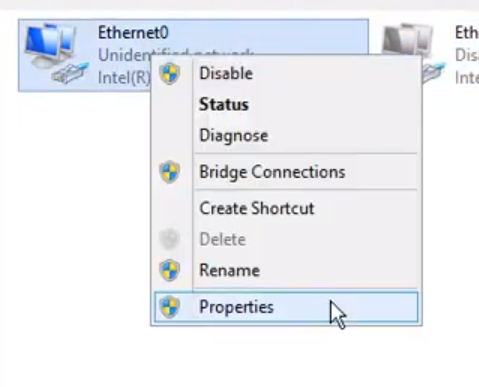 Ethernet0
Unidentified network
Intel(R)
Eth
Disa
Inte
Disable
Status
Diagnose
Bridge Connections
Create Shortcut
Delete
Rename
Properties